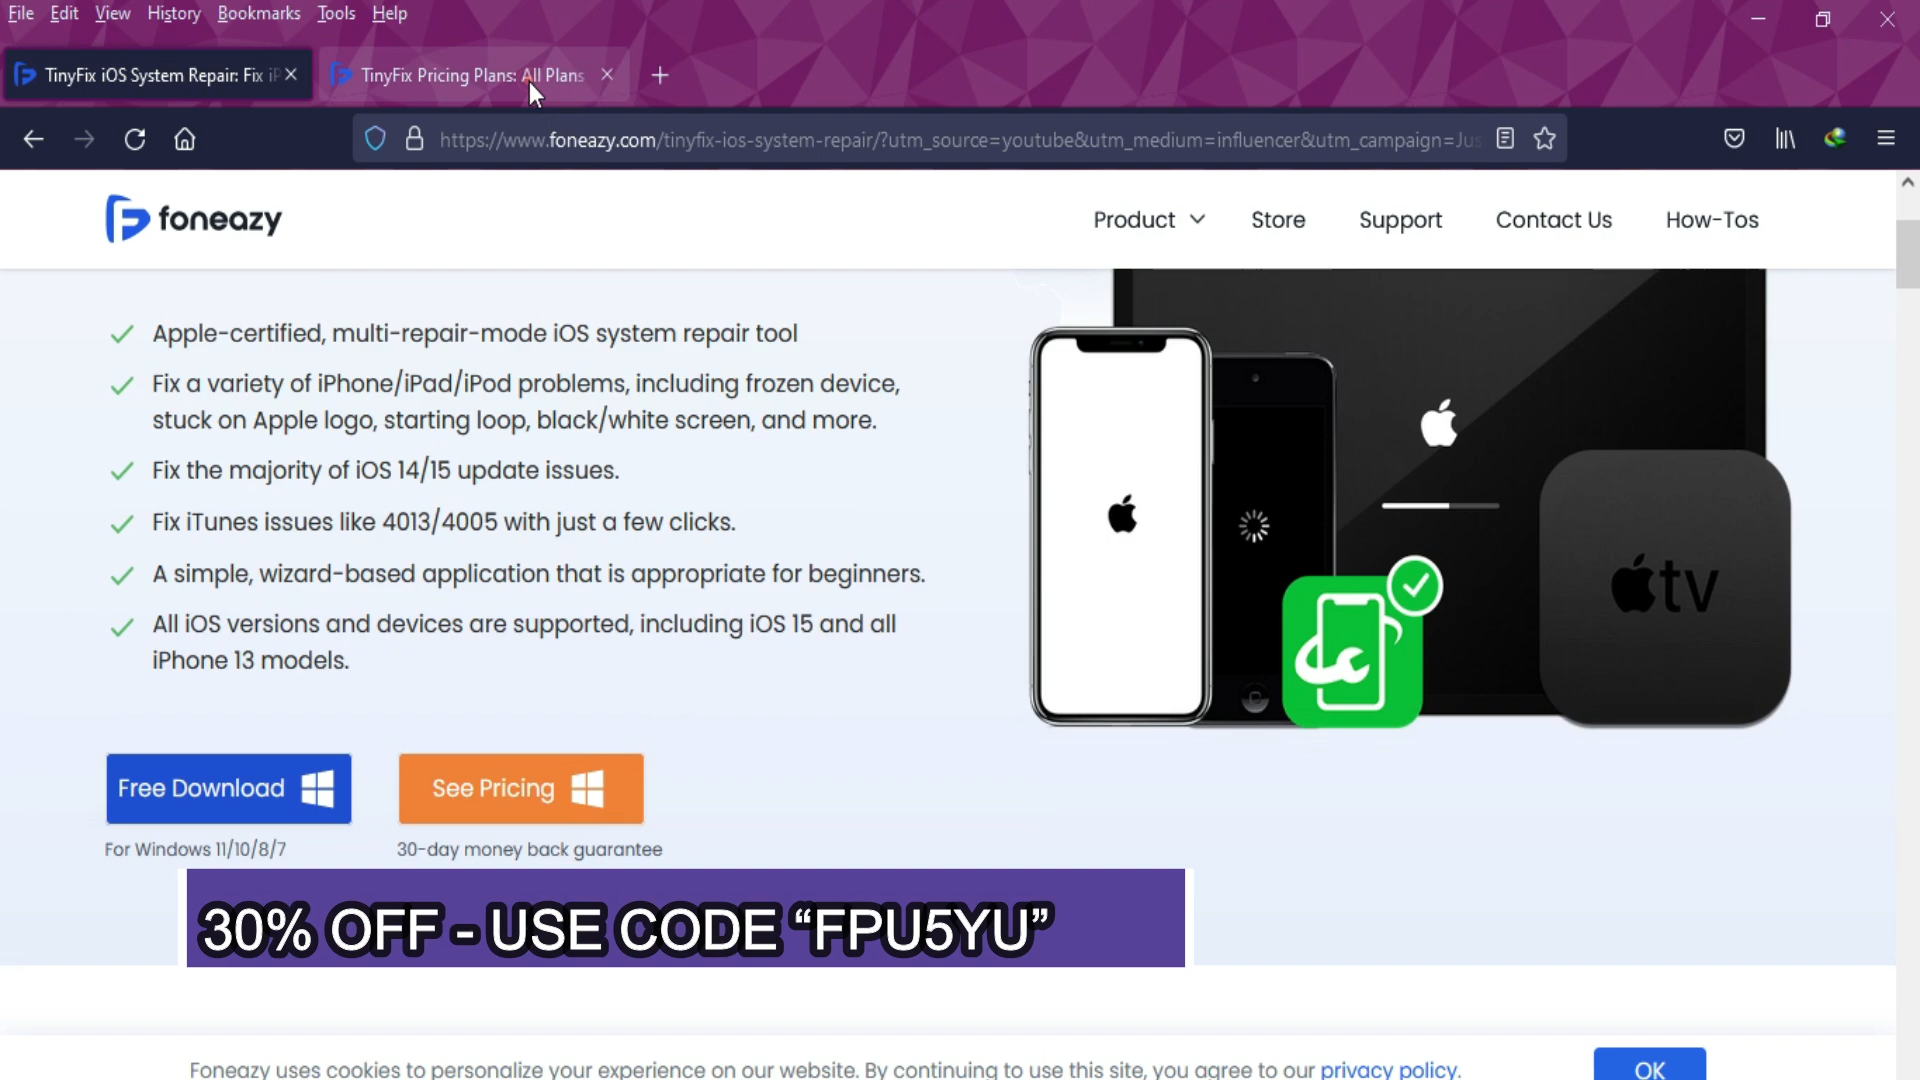 File Edit View History Bookmarks Tools Help
TinyFix iOS System Repair: Fix iP
TinyFix Pricing Plans: All Plans
https://www.foneazy.com/tinyfix-ios-system-repair/?utm_source=youtube&utm_medium=influencer&utm_campaign=Jus
foneazy
Product Store Support Contact Us How-Tos
Apple-certified, multi-repair-mode iOS system repair tool
Fix a variety of iPhone/iPad/iPod problems, including frozen device,
stuck on Apple logo, starting loop, black/white screen, and more.
Fix the majority of iOS 14/15 update issues.
Fix iTunes issues like 4013/4005 with just a few clicks.
A simple, wizard-based application that is appropriate for beginners.
All iOS versions and devices are supported, including iOS 15 and all
iPhone 13 models.
tv
Free Download
See Pricing
For Windows 11/10/8/7
30-day money back guarantee
30% OFF - USE CODE “FPU5YU”
Foneazy uses cookies to personalize your experience on our website. By continuing to use this site, you agree to our privacy policy.
OK